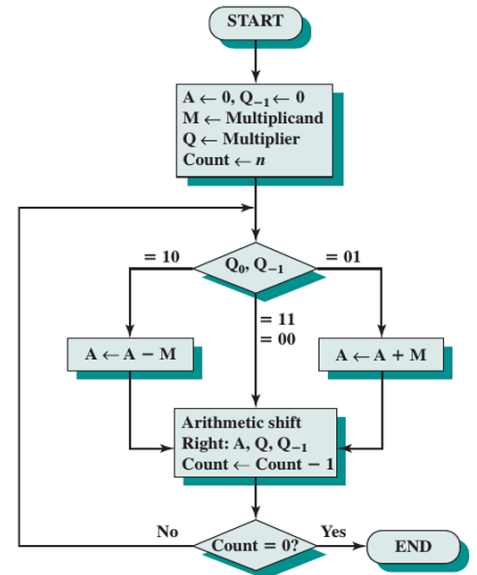 START
A ← 0, Q₋₁ ← 0
M ← Multiplicand
Q ← Multiplier
Count ← n
= 10
Q₀, Q₋₁
= 01
= 11
= 00
A ← A − M
A ← A + M
Arithmetic shift
Right: A, Q, Q₋₁
Count ← Count − 1
No
Count = 0?
Yes
END